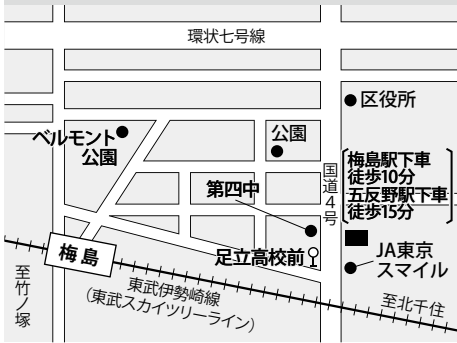 環状七号線
区役所
ベルモント
公園
公園
梅島駅下車
徒歩10分
五反野駅下車
徒歩15分
国道4号
第四中
足立高校前
梅島
JA東京
スマイル
至竹ノ塚
東武伊勢崎線
(東武スカイツリーライン)
至北千住